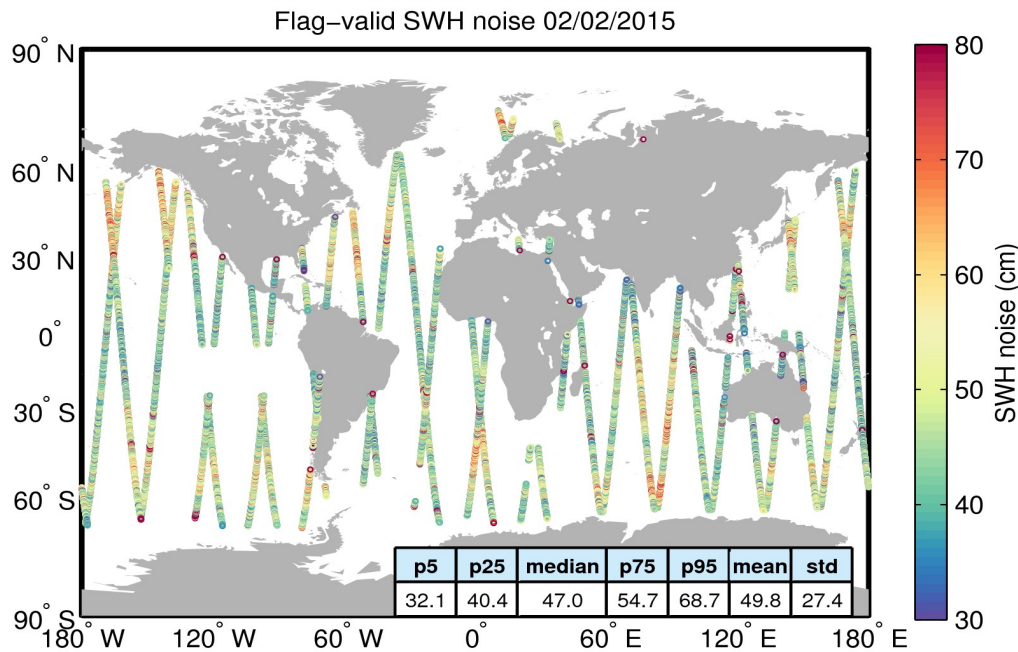 Flag−valid SWH noise 02/02/2015
90° N
60° N
30° N
0°
30° S
60° S
90° S
180° W
120° W
60° W
0°
60° E
120° E
180° E
p5 p25 median p75 p95 mean std
32.1 40.4 47.0 54.7 68.7 49.8 27.4
80
70
60
50
40
30
SWH noise (cm)